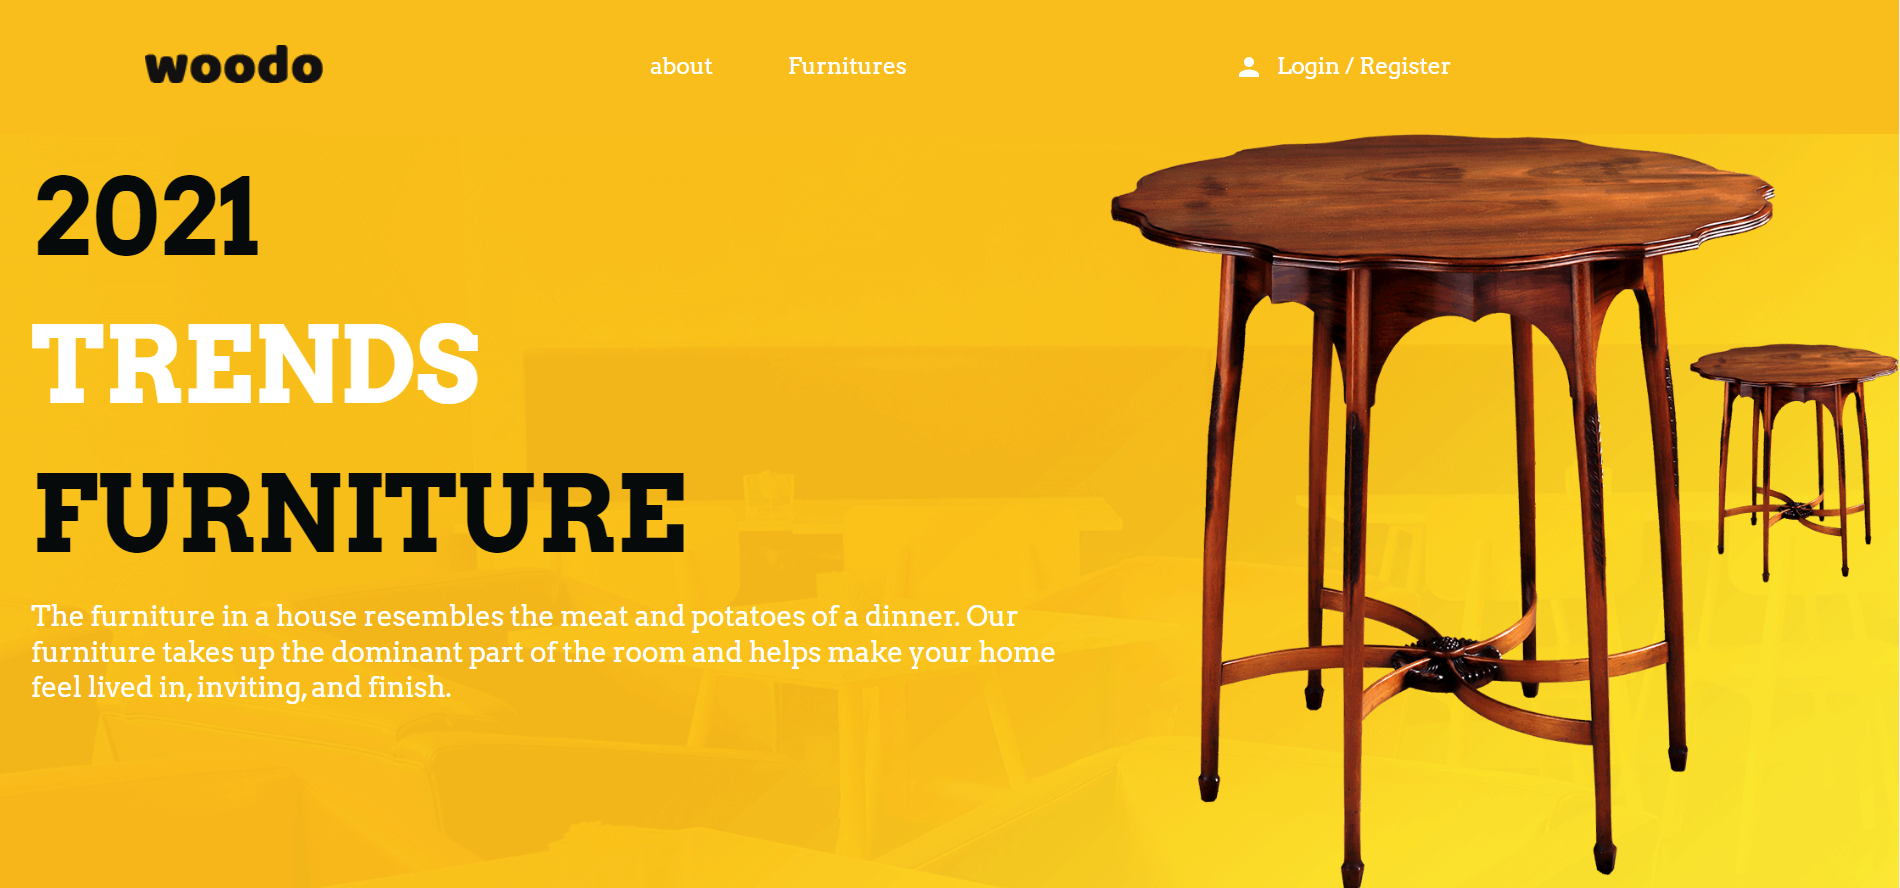 woodo
about
Furnitures
Login / Register
2021
TRENDS
FURNITURE
The furniture in a house resembles the meat and potatoes of a dinner. Our
furniture takes up the dominant part of the room and helps make your home
feel lived in, inviting, and finish.